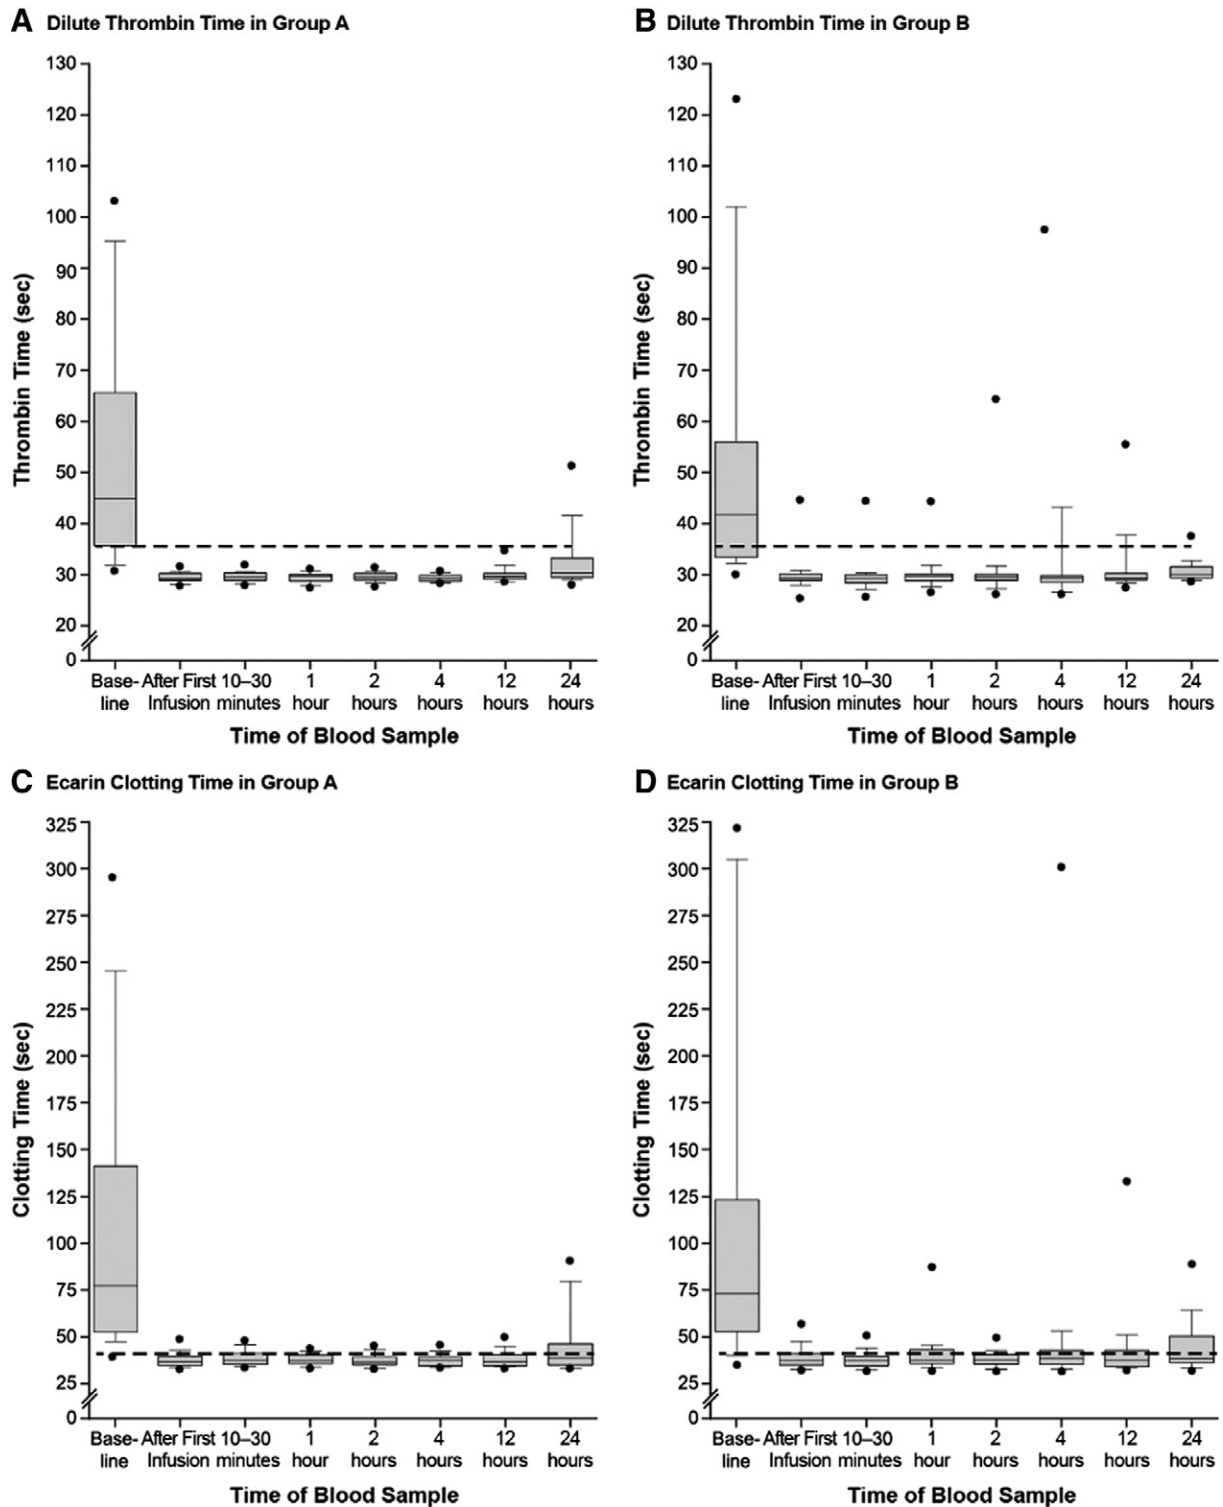 A Dilute Thrombin Time in Group A
130
120
110
100
90
80
70
60
50
40
30
20
0
Thrombin Time (sec)
Base- After First 10–30 1 2 4 12 24
line Infusion minutes hour hours hours hours hours
Time of Blood Sample
B Dilute Thrombin Time in Group B
130
120
110
100
90
80
70
60
50
40
30
20
0
Thrombin Time (sec)
Base- After First 10–30 1 2 4 12 24
line Infusion minutes hour hours hours hours hours
Time of Blood Sample
C Ecarin Clotting Time in Group A
325
300
275
250
225
200
175
150
125
100
75
50
25
0
Clotting Time (sec)
Base- After First 10–30 1 2 4 12 24
line Infusion minutes hour hours hours hours hours
Time of Blood Sample
D Ecarin Clotting Time in Group B
325
300
275
250
225
200
175
150
125
100
75
50
25
0
Clotting Time (sec)
Base- After First 10–30 1 2 4 12 24
line Infusion minutes hour hours hours hours hours
Time of Blood Sample